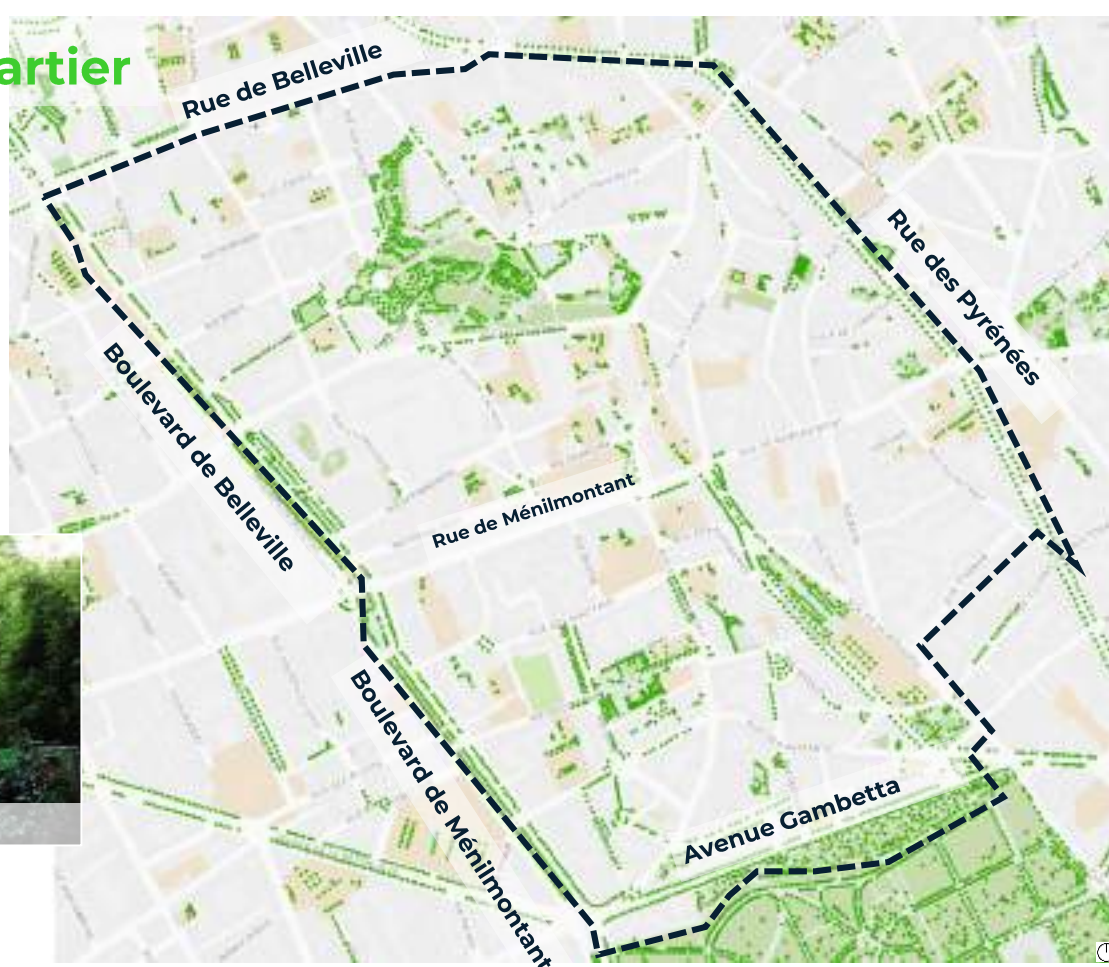 artier
Rue de Belleville
Rue des Pyrénées
Boulevard de Belleville
Rue de Ménilmontant
Boulevard de Ménilmontant
Avenue Gambetta